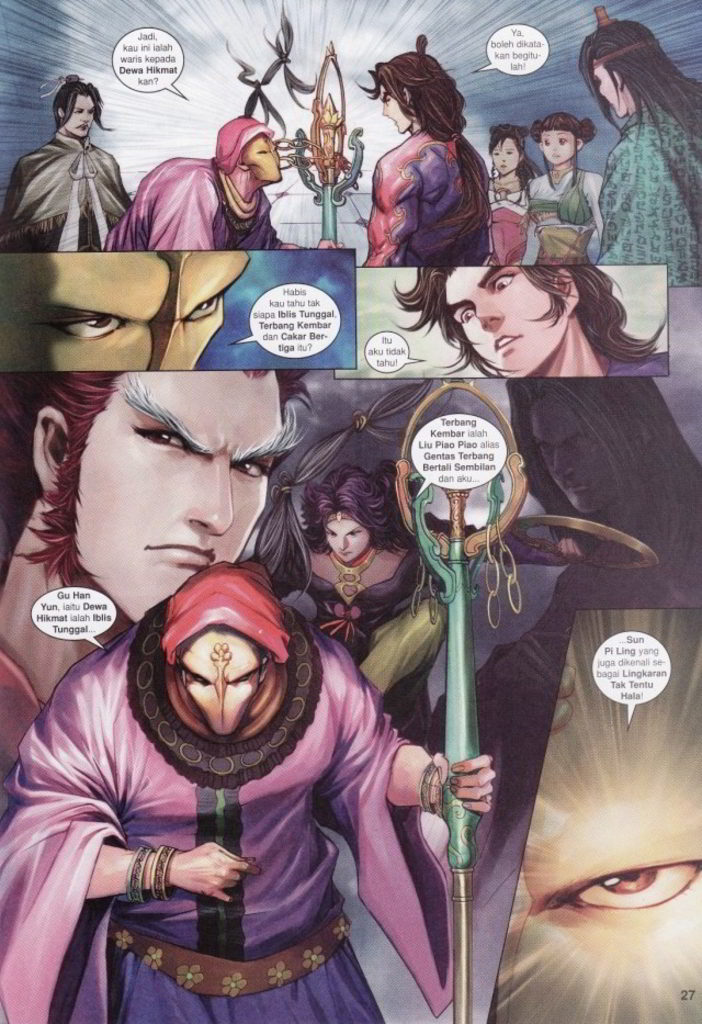 Jadi,
kau ini ialah
waris kepada
Dewa Hikmat
kan?
Ya,
boleh dikata-
kan begitu-
lah!
Habis
kau tahu tak
siapa Iblis Tunggal,
Terbang Kembar
dan Cakar Ber-
tiga itu?
Itu
aku tidak
tahu!
Terbang
Kembar ialah
Liu Piao Piao alias
Gentas Terbang
Bertali Sembilan
dan aku...
Gu Han
Yun, iaitu Dewa
Hikmat ialah Iblis
Tunggal...
...Sun
Pi Ling yang
juga dikenali se-
bagai Lingkaran
Tak Tentu
Hala!
27